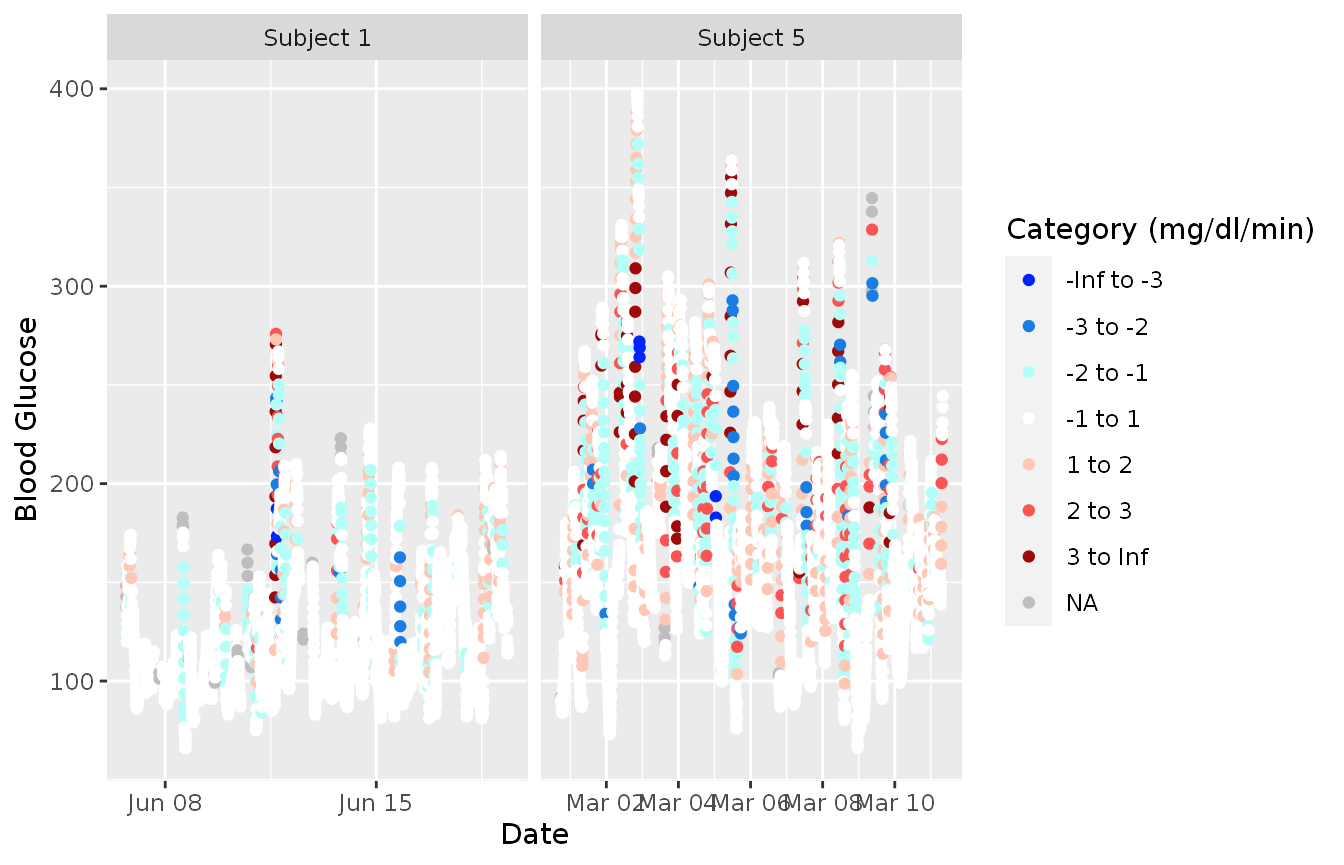 Subject 1
Subject 5
400
300
200
100
Blood Glucose
Jun 08
Jun 15
Mar 02
Mar 04
Mar 06
Mar 08
Mar 10
Date
Category (mg/dl/min)
-Inf to -3
-3 to -2
-2 to -1
-1 to 1
1 to 2
2 to 3
3 to Inf
NA